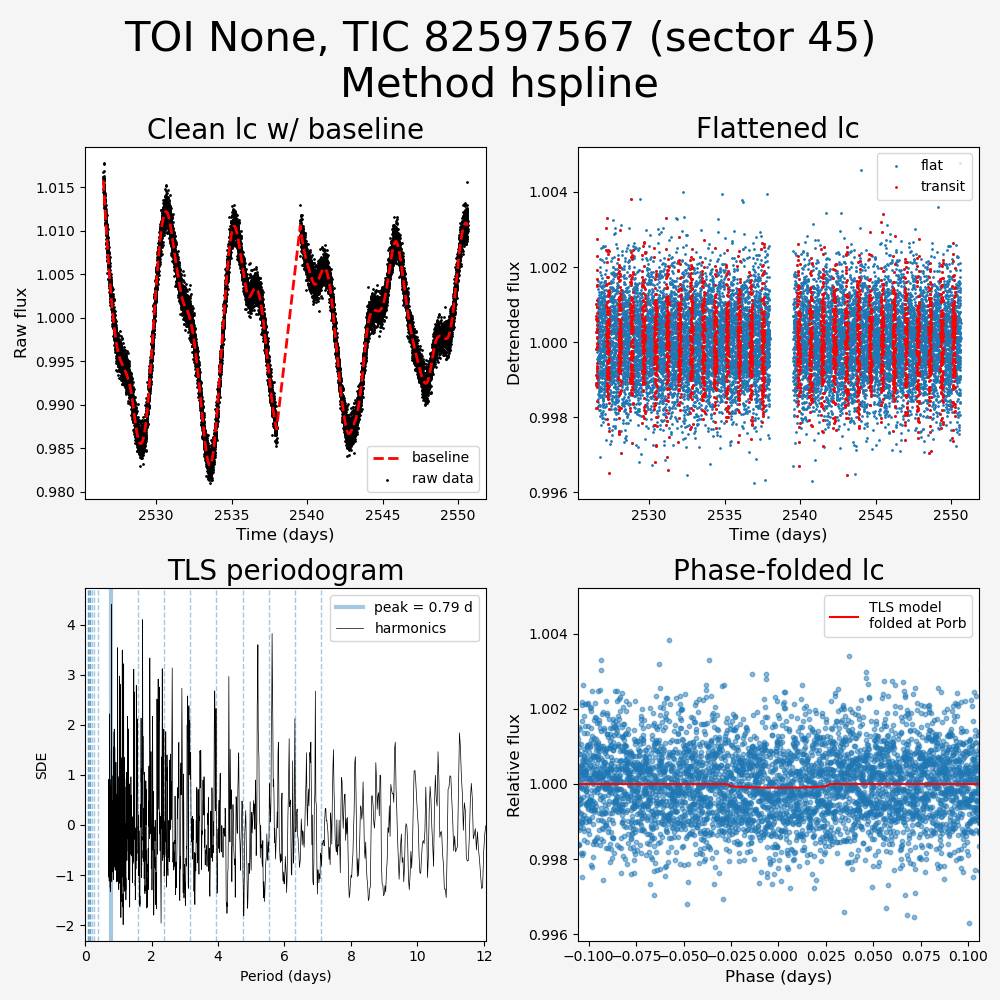 TOI None, TIC 82597567 (sector 45)
Method hspline
Clean lc w/ baseline
Raw flux
1.015
1.010
1.005
1.000
0.995
0.990
0.985
0.980
baseline
raw data
2530
2535
2540
2545
2550
Time (days)
Flattened lc
Detrended flux
1.004
1.002
1.000
0.998
0.996
flat
transit
2530
2535
2540
2545
2550
Time (days)
TLS periodogram
SDE
4
3
2
1
0
−1
−2
peak = 0.79 d
harmonics
0
2
4
6
8
10
12
Period (days)
Phase-folded lc
Relative flux
1.004
1.002
1.000
0.998
0.996
TLS model
folded at Porb
−0.100
−0.075
−0.050
−0.025
0.000
0.025
0.050
0.075
0.100
Phase (days)